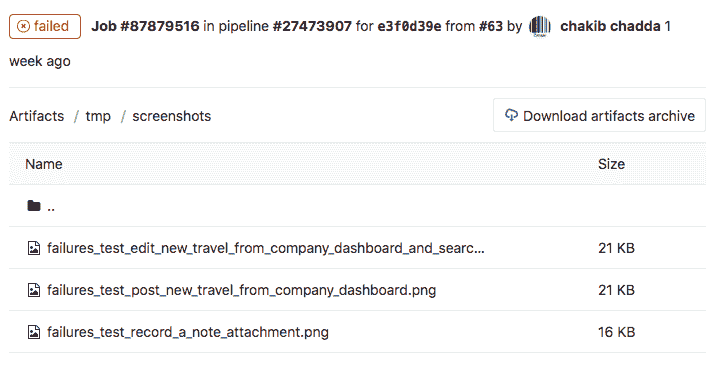 failed Job #87879516 in pipeline #27473907 for e3f0d39e from #63 by chakib chadda 1
week ago
Artifacts / tmp / screenshots Download artifacts archive
Name Size
..
failures_test_edit_new_travel_from_company_dashboard_and_searc... 21 KB
failures_test_post_new_travel_from_company_dashboard.png 21 KB
failures_test_record_a_note_attachment.png 16 KB